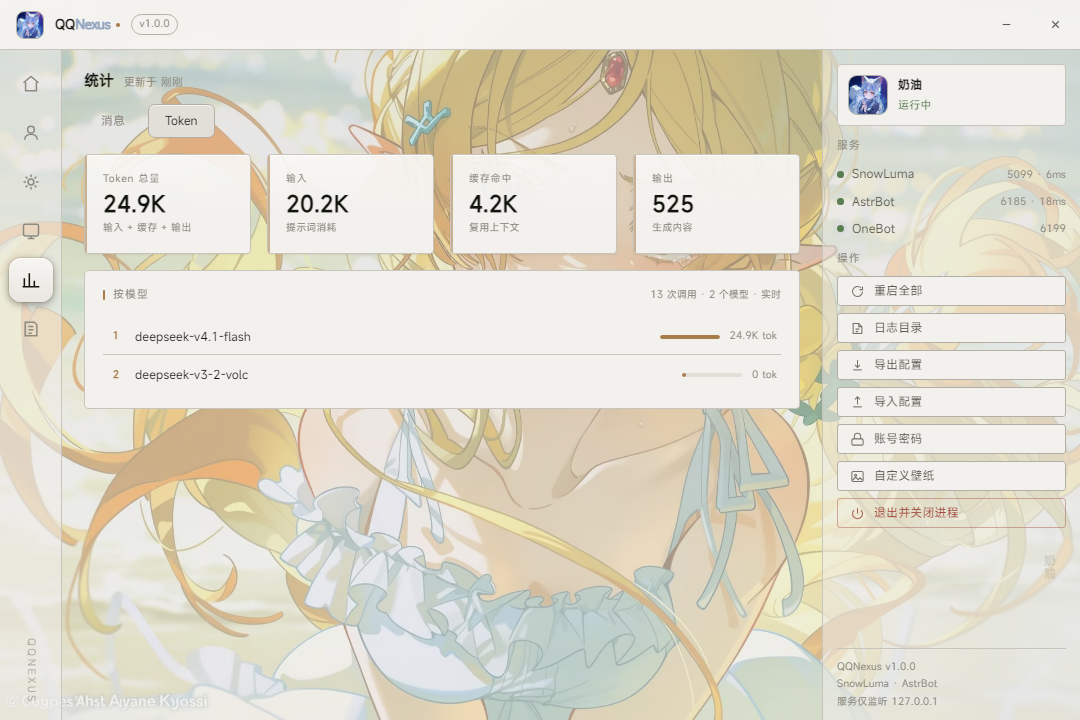 QQNexus
v1.0.0
统计 更新于 刚刚
消息 Token
Token 总量
24.9K
输入 + 缓存 + 输出
输入
20.2K
提示词消耗
缓存命中
4.2K
复用上下文
输出
525
生成内容
按模型
13 次调用 · 2 个模型 · 实时
1 deepseek-v4.1-flash 24.9K tok
2 deepseek-v3-2-volc 0 tok
奶油
运行中
服务
SnowLuma 5099 · 6ms
AstrBot 6185 · 18ms
OneBot 6199
操作
重启全部
日志目录
导出配置
导入配置
账号密码
自定义壁纸
退出并关闭进程
奶油
QQNexus v1.0.0
SnowLuma · AstrBot
服务仅监听 127.0.0.1
QQNEXUS